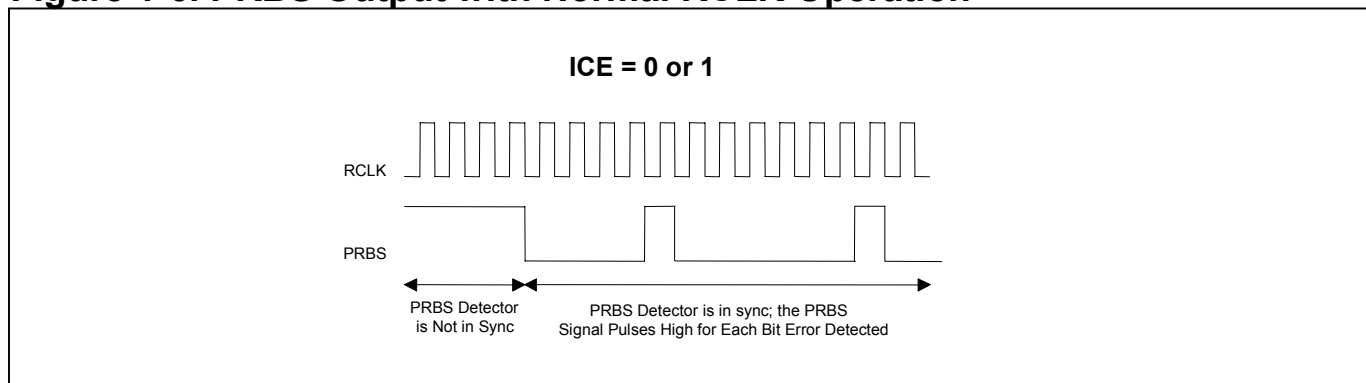 ICE = 0 or 1
RCLK
PRBS
PRBS Detector
is Not in Sync
PRBS Detector is in sync; the PRBS
Signal Pulses High for Each Bit Error Detected